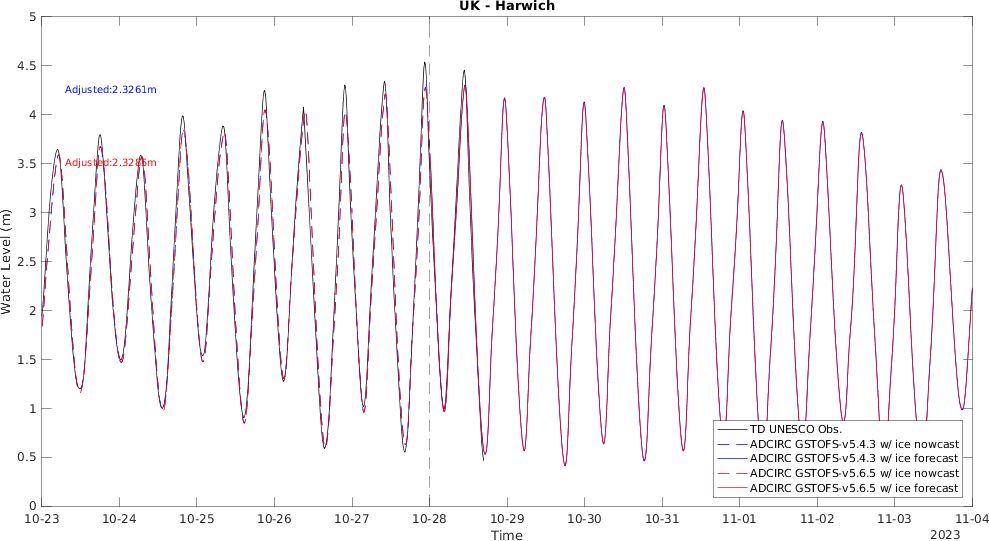 UK - Harwich
5
4.5
4
3.5
3
2.5
2
1.5
1
0.5
0
Water Level (m)
Adjusted:2.3261m
Adjusted:2.3285m
TD UNESCO Obs.
ADCIRC GSTOFS-v5.4.3 w/ ice nowcast
ADCIRC GSTOFS-v5.4.3 w/ ice forecast
ADCIRC GSTOFS-v5.6.5 w/ ice nowcast
ADCIRC GSTOFS-v5.6.5 w/ ice forecast
10-23 10-24 10-25 10-26 10-27 10-28 10-29 10-30 10-31 11-01 11-02 11-03 11-04
Time
2023